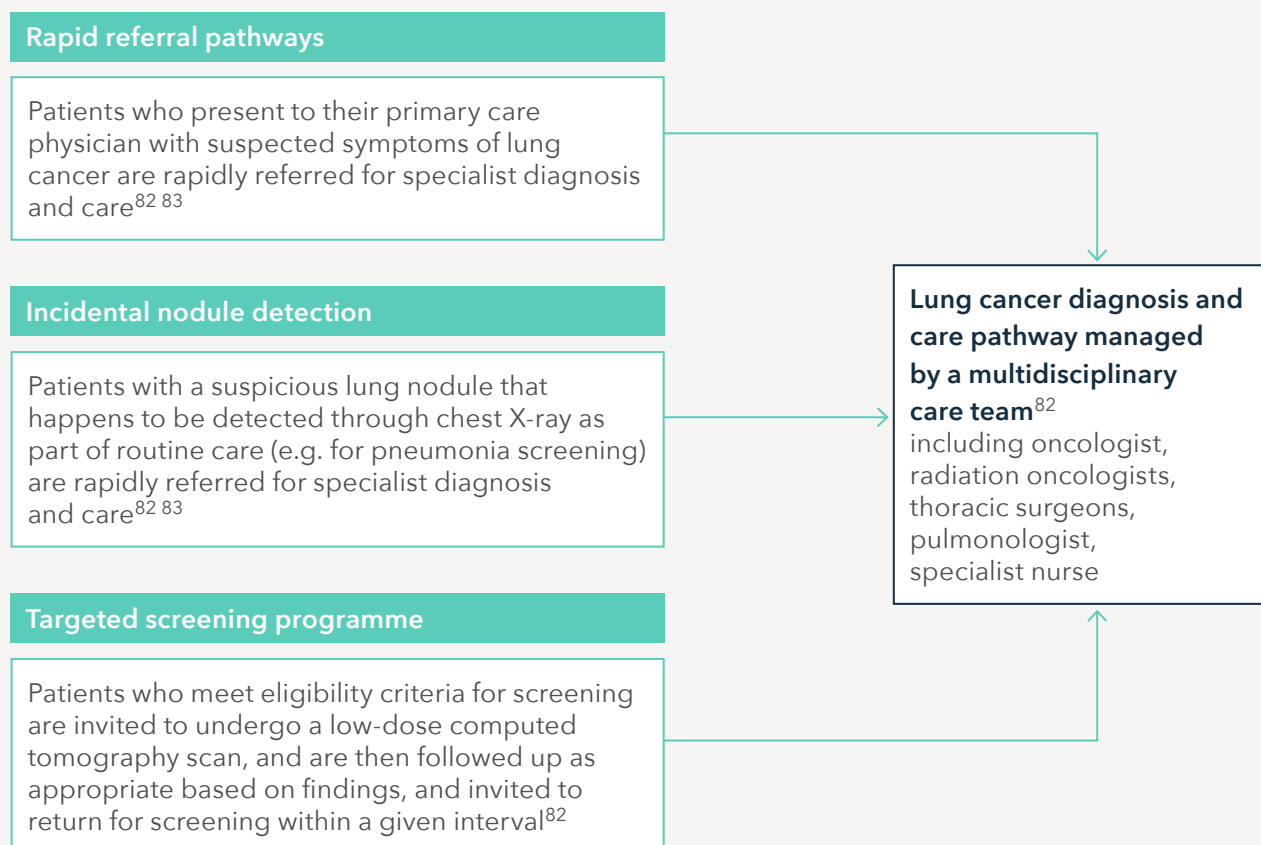 Rapid referral pathways
Patients who present to their primary care
physician with suspected symptoms of lung
cancer are rapidly referred for specialist diagnosis
and care82 83
Incidental nodule detection
Patients with a suspicious lung nodule that
happens to be detected through chest X-ray as
part of routine care (e.g. for pneumonia screening)
are rapidly referred for specialist diagnosis
and care82 83
Targeted screening programme
Patients who meet eligibility criteria for screening
are invited to undergo a low-dose computed
tomography scan, and are then followed up as
appropriate based on findings, and invited to
return for screening within a given interval82
Lung cancer diagnosis and
care pathway managed
by a multidisciplinary
care team82
including oncologist,
radiation oncologists,
thoracic surgeons,
pulmonologist,
specialist nurse